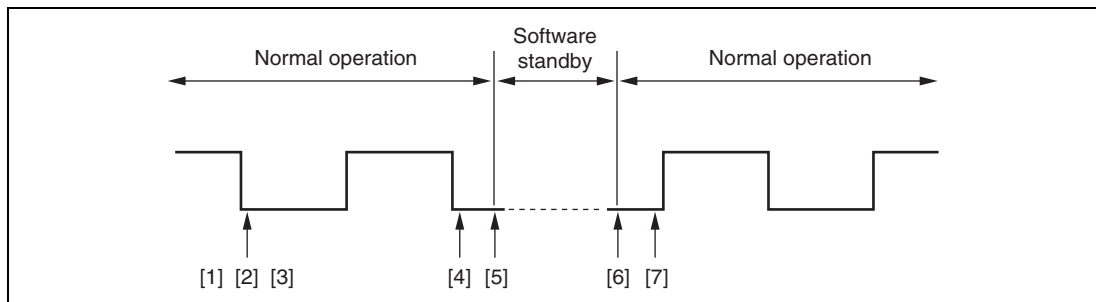 Software
standby
Normal operation
Normal operation
[1] [2] [3]
[4] [5]
[6] [7]